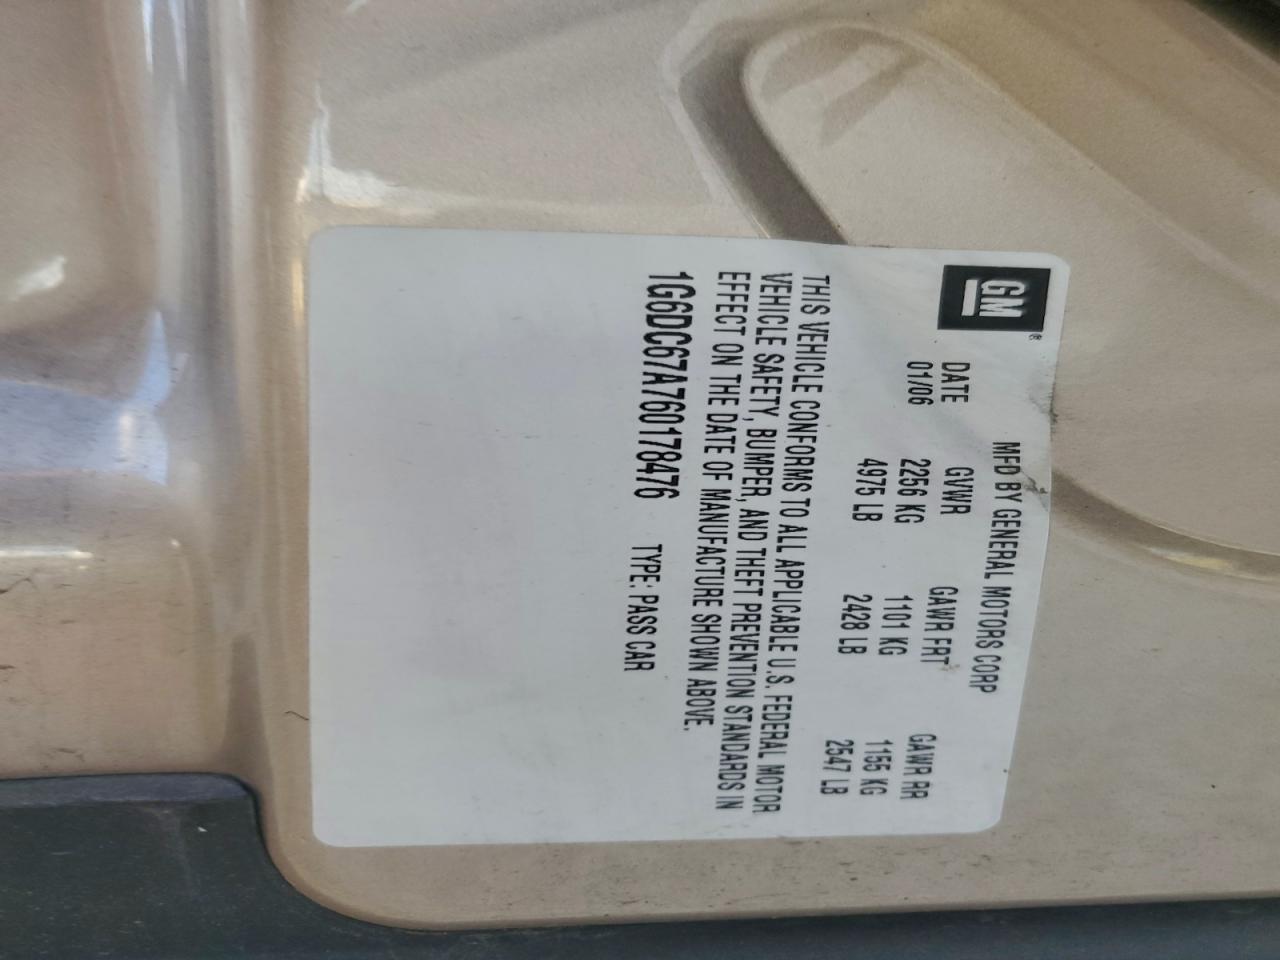 GM®
MFD BY GENERAL MOTORS CORP
DATE GVWR GAWR FRT GAWR RR
01/06 2256 KG 1101 KG 1155 KG
4975 LB 2428 LB 2547 LB
THIS VEHICLE CONFORMS TO ALL APPLICABLE U.S. FEDERAL MOTOR
VEHICLE SAFETY, BUMPER, AND THEFT PREVENTION STANDARDS IN
EFFECT ON THE DATE OF MANUFACTURE SHOWN ABOVE.
1G6DC67A760178476 TYPE: PASS CAR